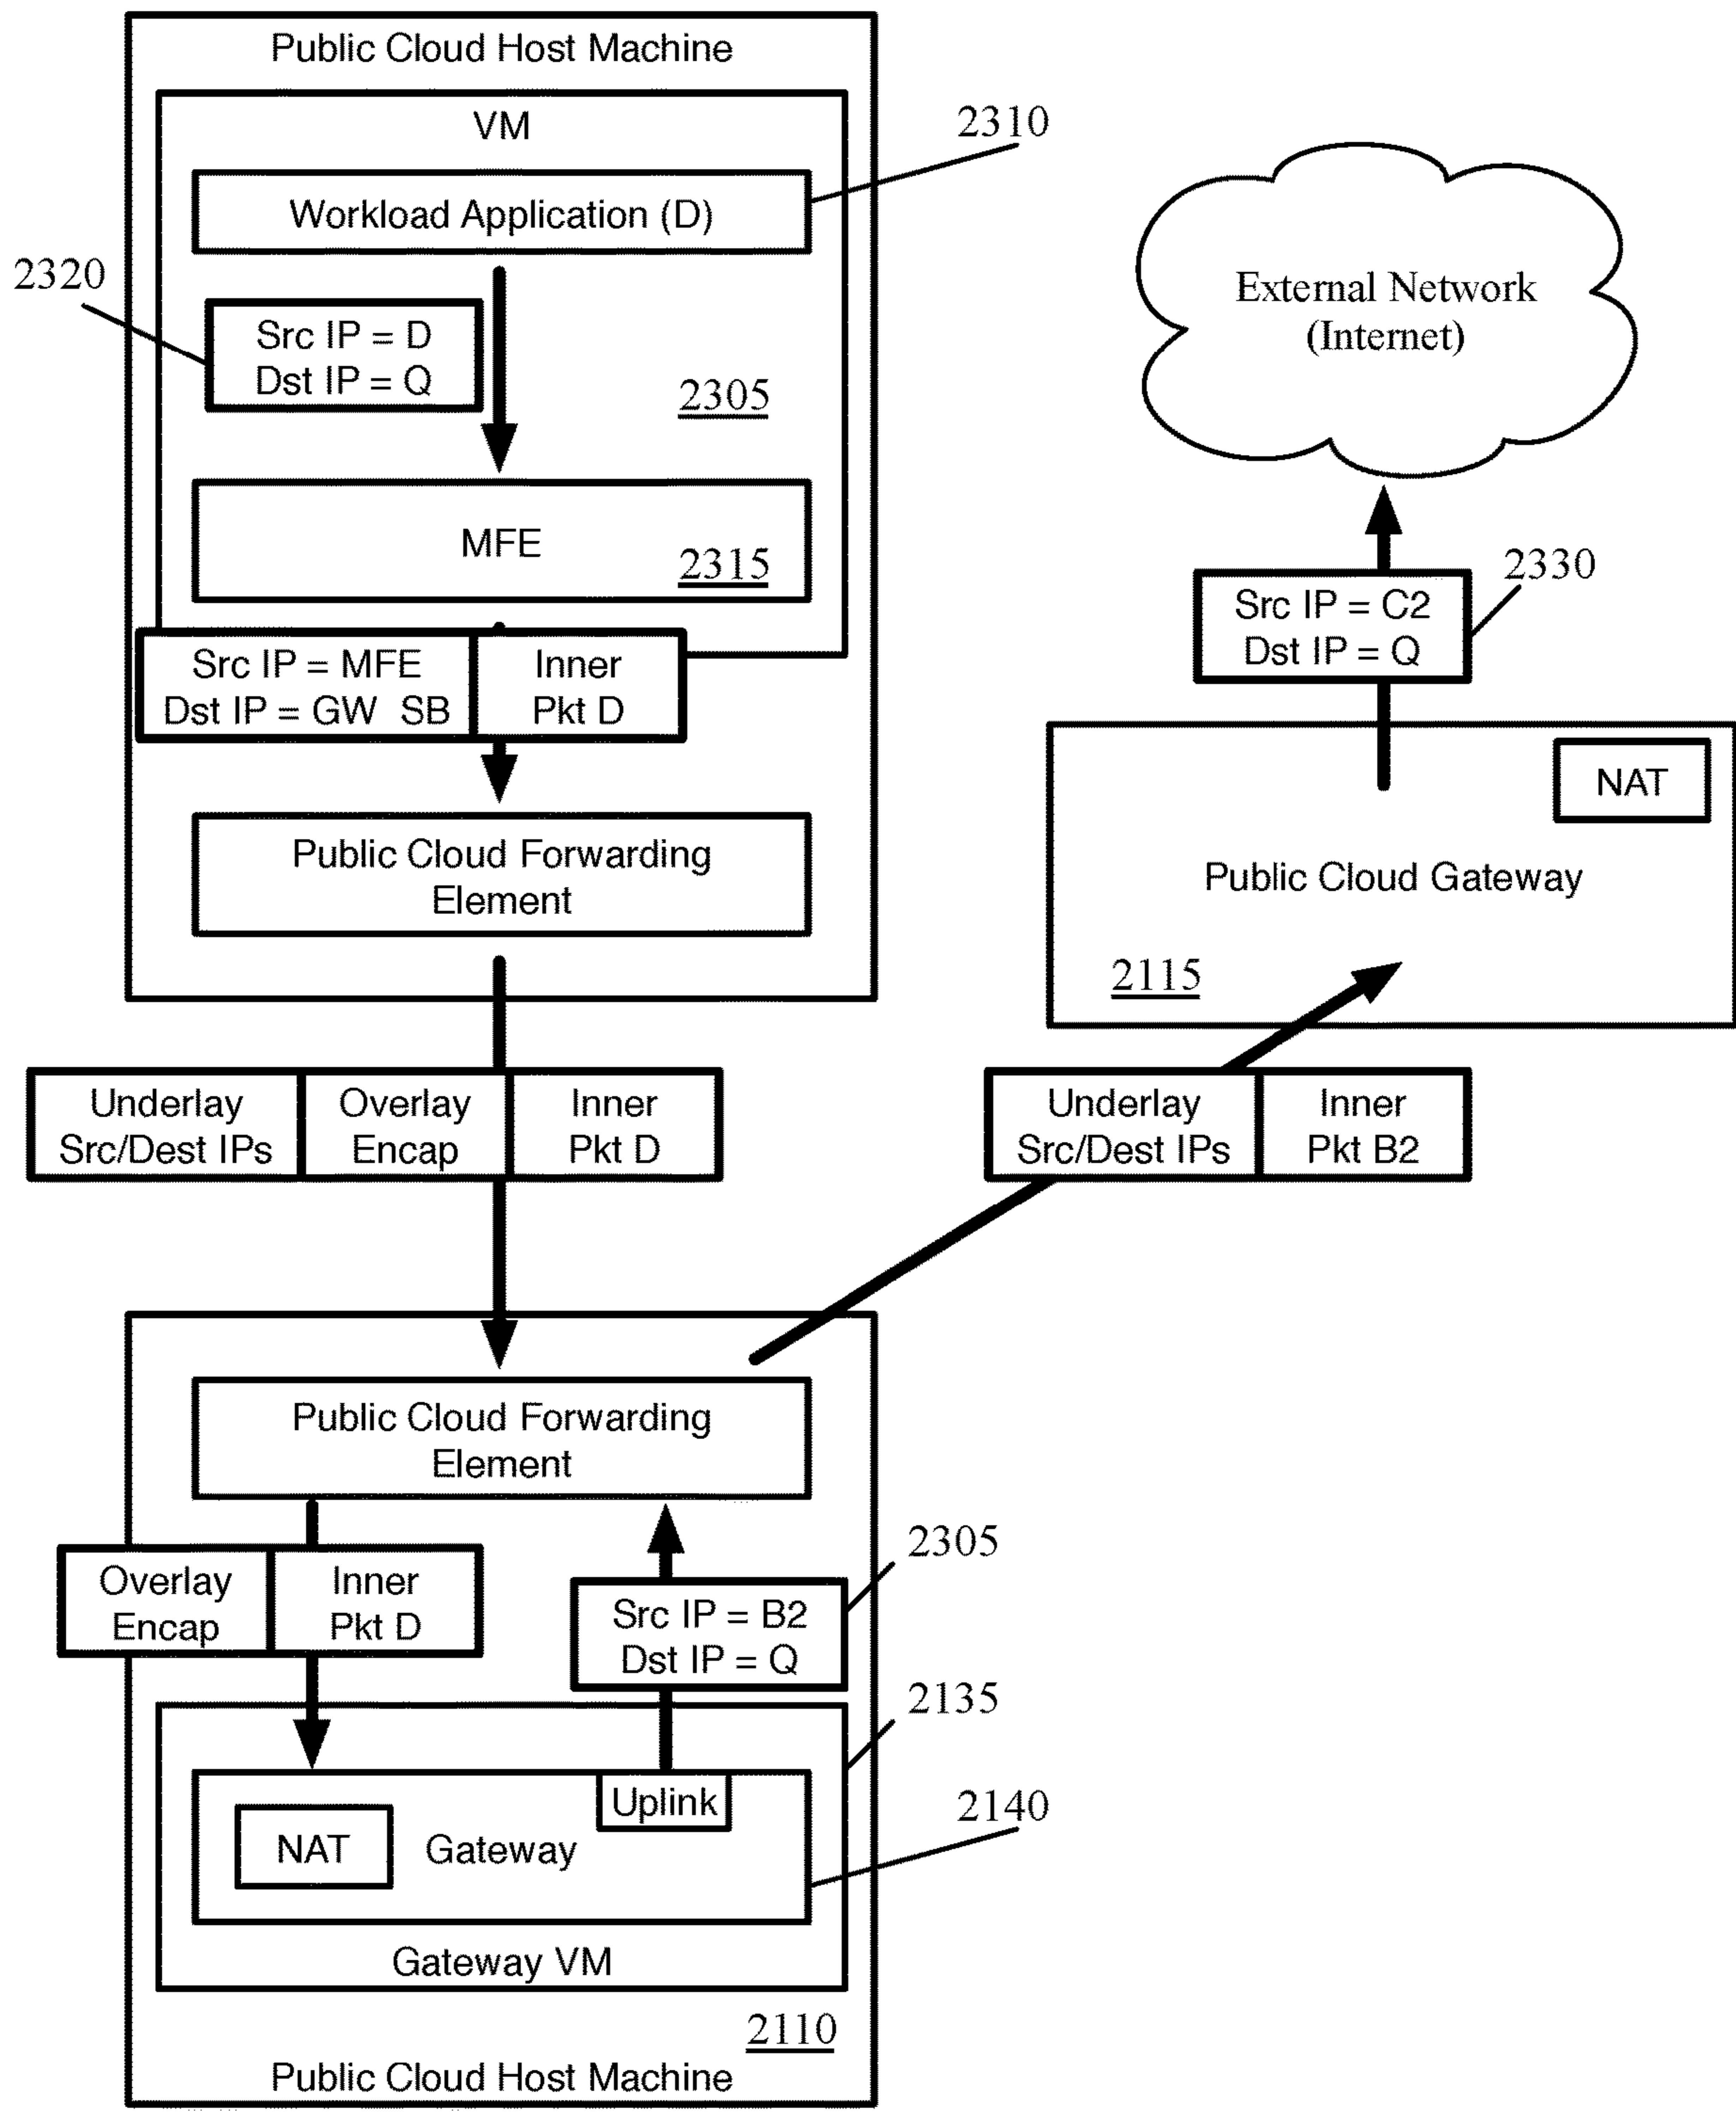 Public Cloud Host Machine
VM
2310
Workload Application (D)
2320
Src IP = D
Dst IP = Q
2305
MFE
2315
Src IP = MFE
Dst IP = GW SB
Inner
Pkt D
Public Cloud Forwarding
Element
Underlay
Src/Dest IPs
Overlay
Encap
Inner
Pkt D
Public Cloud Forwarding
Element
Overlay
Encap
Inner
Pkt D
2305
Src IP = B2
Dst IP = Q
2135
Uplink
NAT
Gateway
2140
Gateway VM
2110
Public Cloud Host Machine
External Network
(Internet)
2330
Src IP = C2
Dst IP = Q
NAT
Public Cloud Gateway
2115
Underlay
Src/Dest IPs
Inner
Pkt B2